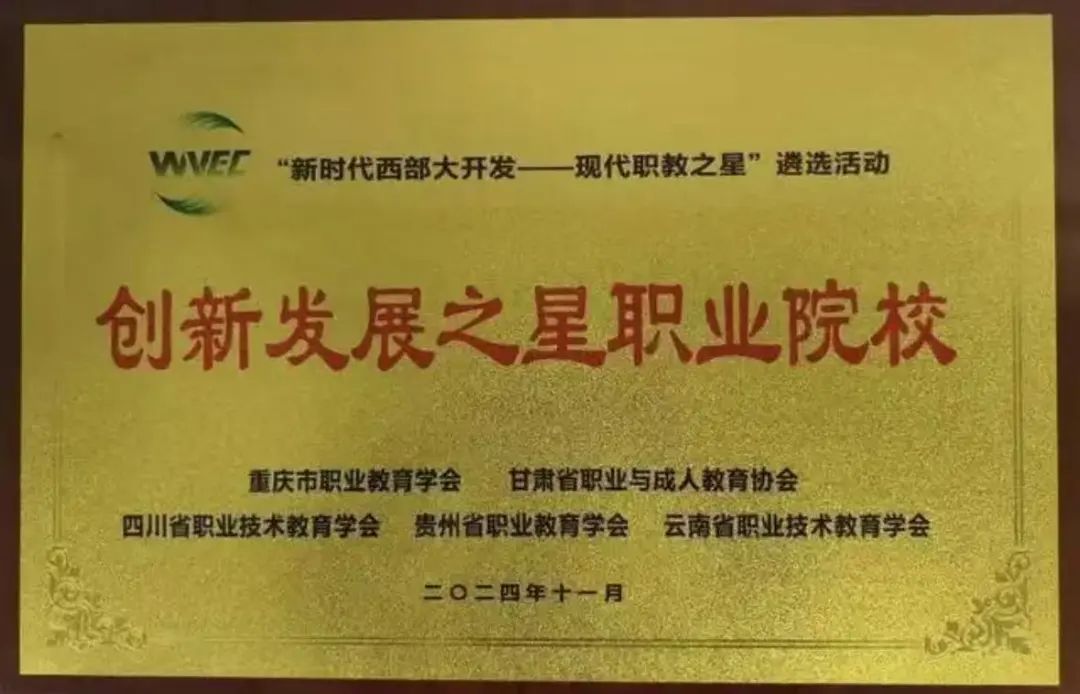 WVEC “新时代西部大开发——现代职教之星”遴选活动
创新发展之星职业院校
重庆市职业教育学会 甘肃省职业与成人教育协会
四川省职业技术教育学会 贵州省职业教育学会 云南省职业技术教育学会
二〇二四年十一月